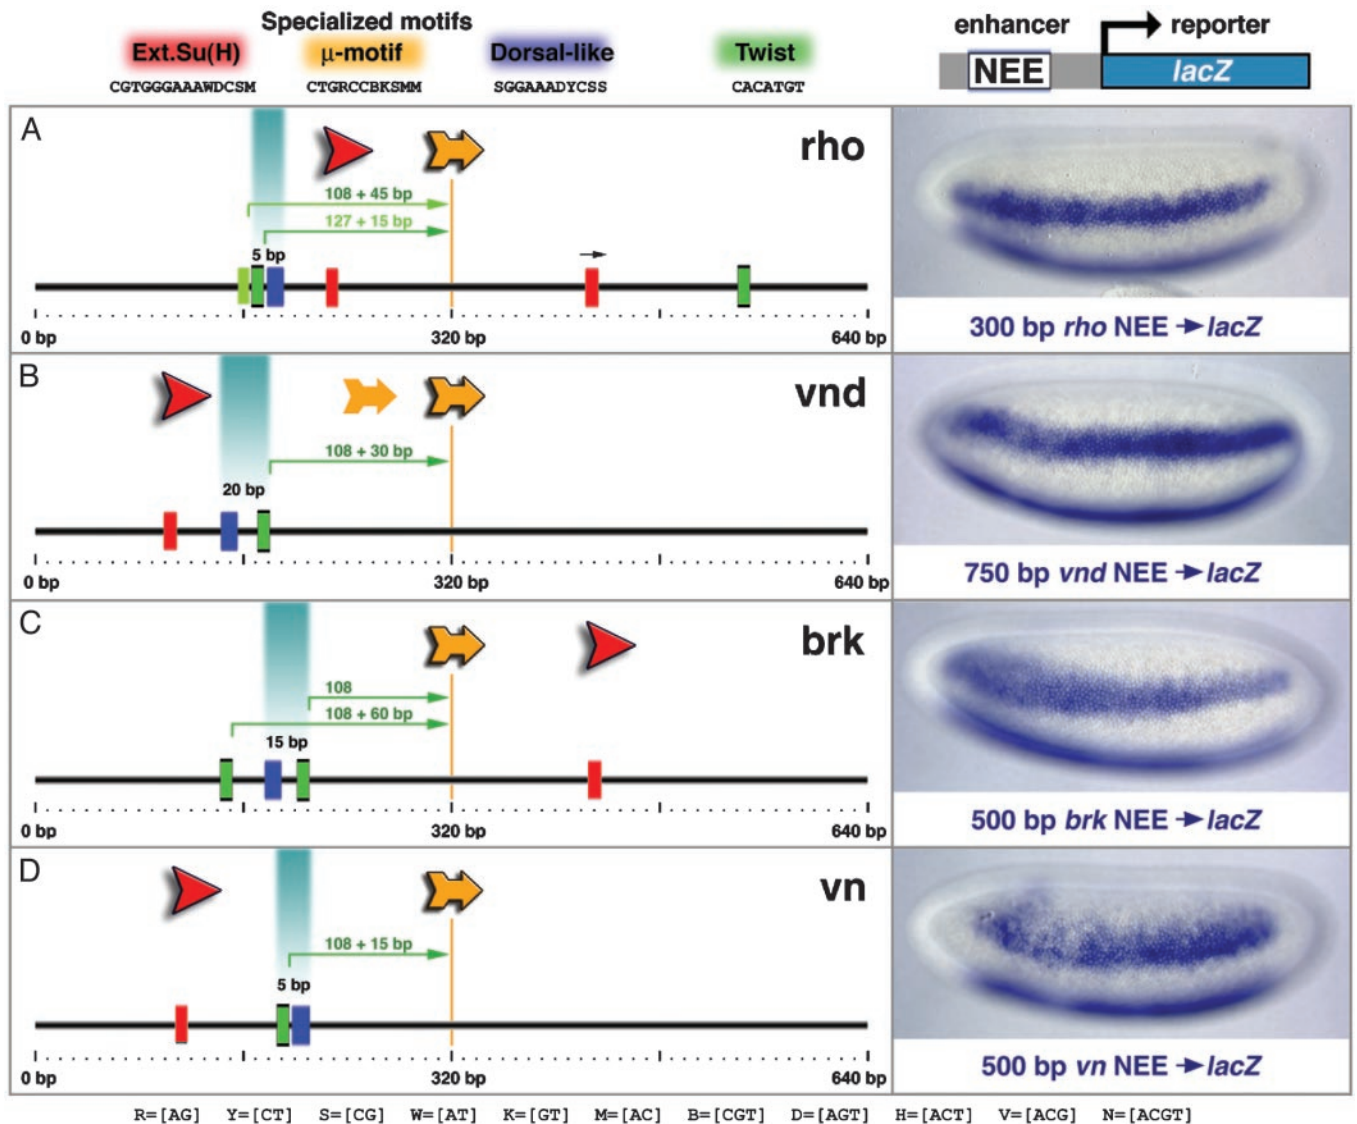 Specialized motifs
Ext.Su(H) μ-motif Dorsal-like Twist
CGTGGGAAAWDCSM CTGRCCBKSMM SGGAAADYCSS CACATGT
enhancer reporter
NEE lacZ
A rho
108 + 45 bp
127 + 15 bp
5 bp
0 bp 320 bp 640 bp
300 bp rho NEE → lacZ
B vnd
108 + 30 bp
20 bp
0 bp 320 bp 640 bp
750 bp vnd NEE → lacZ
C brk
108
108 + 60 bp
15 bp
0 bp 320 bp 640 bp
500 bp brk NEE → lacZ
D vn
108 + 15 bp
5 bp
0 bp 320 bp 640 bp
500 bp vn NEE → lacZ
R=[AG] Y=[CT] S=[CG] W=[AT] K=[GT] M=[AC] B=[CGT] D=[AGT] H=[ACT] V=[ACG] N=[ACGT]